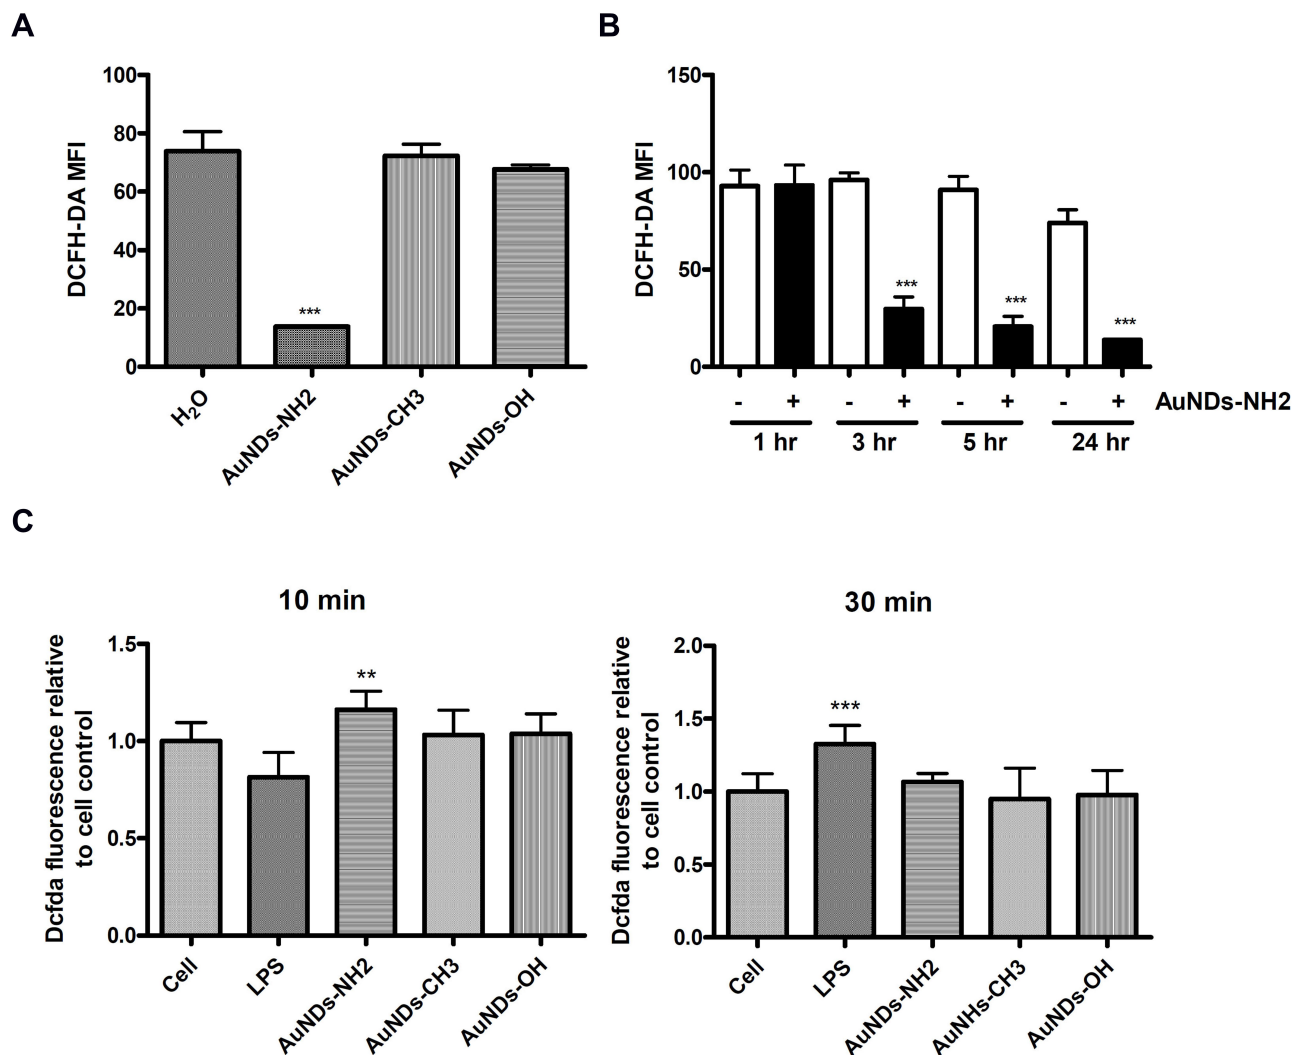 A
100
80
60
40
20
0
DCFH-DA MFI
***
H₂O
AuNDs-NH2
AuNDs-CH3
AuNDs-OH
B
150
100
50
0
DCFH-DA MFI
***
***
***
- + - + - + - + AuNDs-NH2
1 hr 3 hr 5 hr 24 hr
C
10 min
1.5
1.0
0.5
0.0
Dcfda fluorescence relative
to cell control
**
Cell
LPS
AuNDs-NH2
AuNDs-CH3
AuNDs-OH
30 min
2.0
1.5
1.0
0.5
0.0
Dcfda fluorescence relative
to cell control
***
Cell
LPS
AuNDs-NH2
AuNHs-CH3
AuNDs-OH